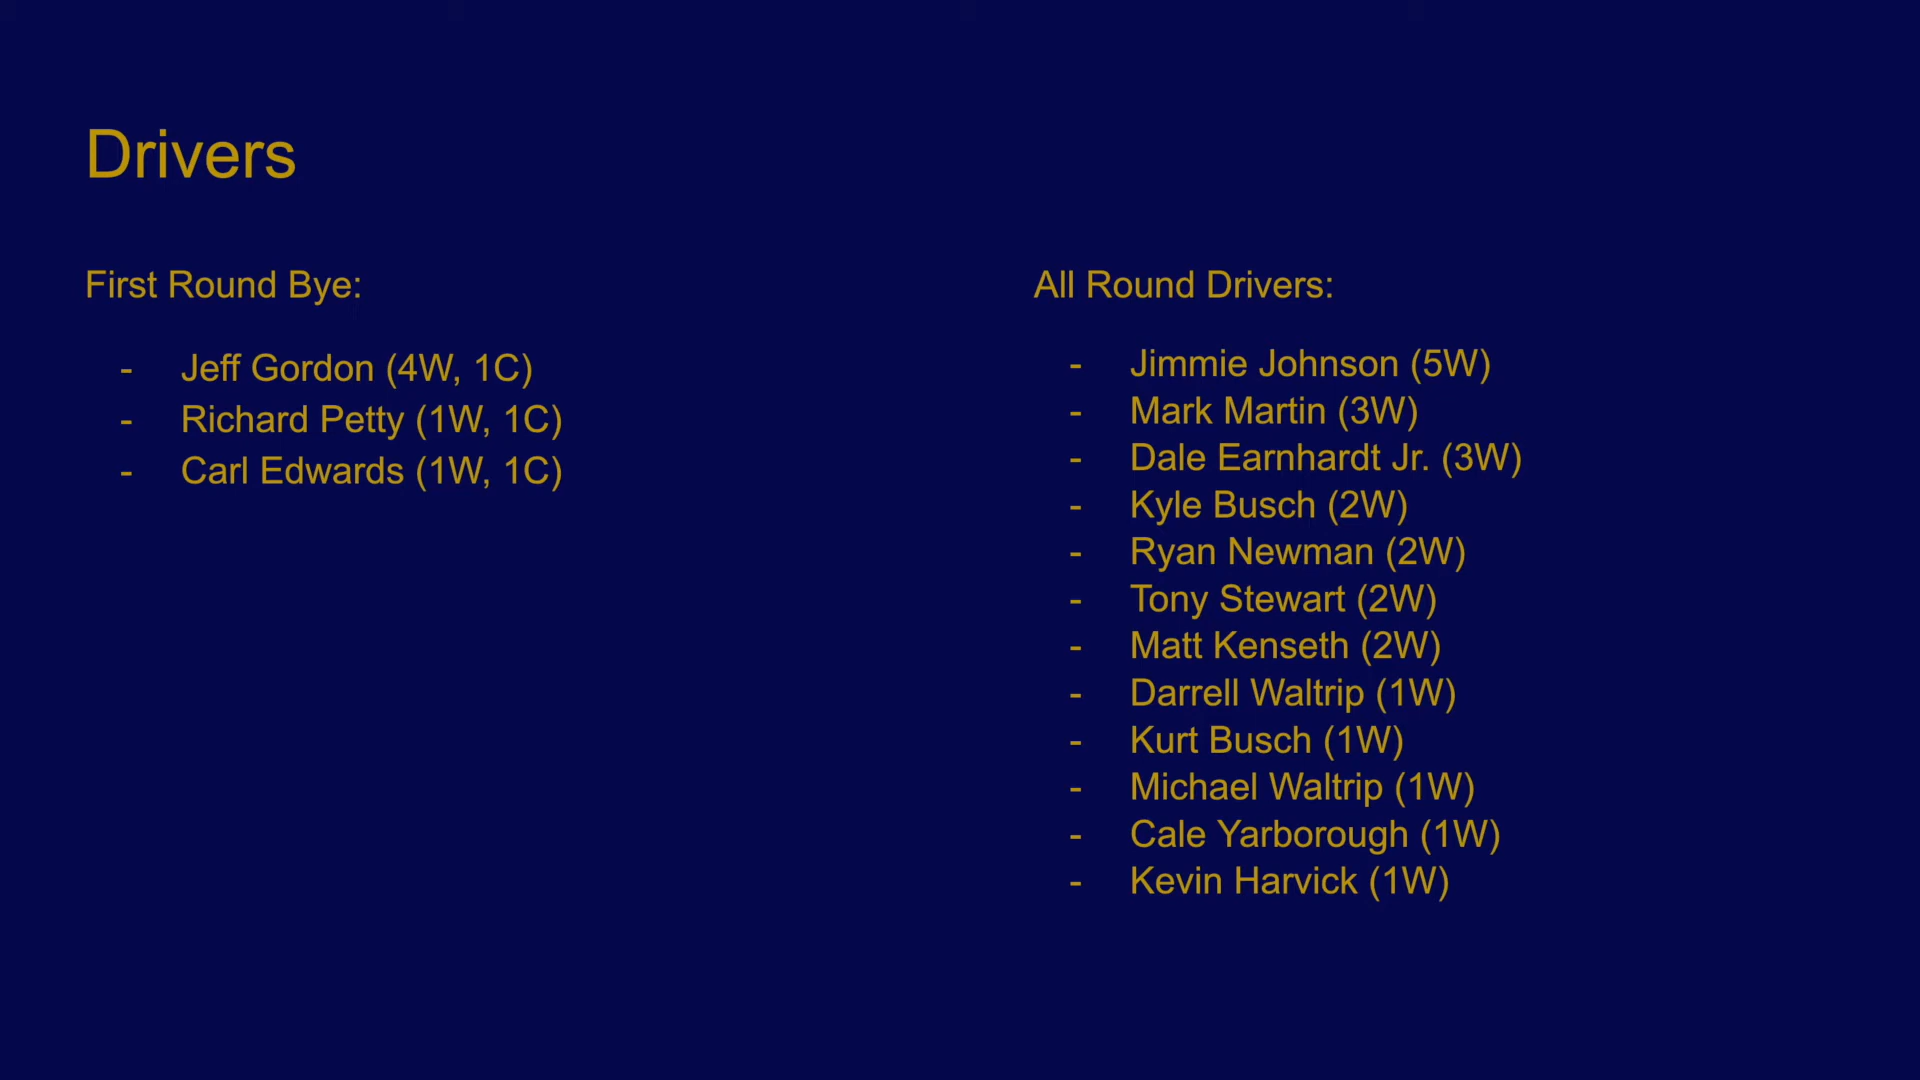 Drivers
First Round Bye:
- Jeff Gordon (4W, 1C)
- Richard Petty (1W, 1C)
- Carl Edwards (1W, 1C)
All Round Drivers:
- Jimmie Johnson (5W)
- Mark Martin (3W)
- Dale Earnhardt Jr. (3W)
- Kyle Busch (2W)
- Ryan Newman (2W)
- Tony Stewart (2W)
- Matt Kenseth (2W)
- Darrell Waltrip (1W)
- Kurt Busch (1W)
- Michael Waltrip (1W)
- Cale Yarborough (1W)
- Kevin Harvick (1W)